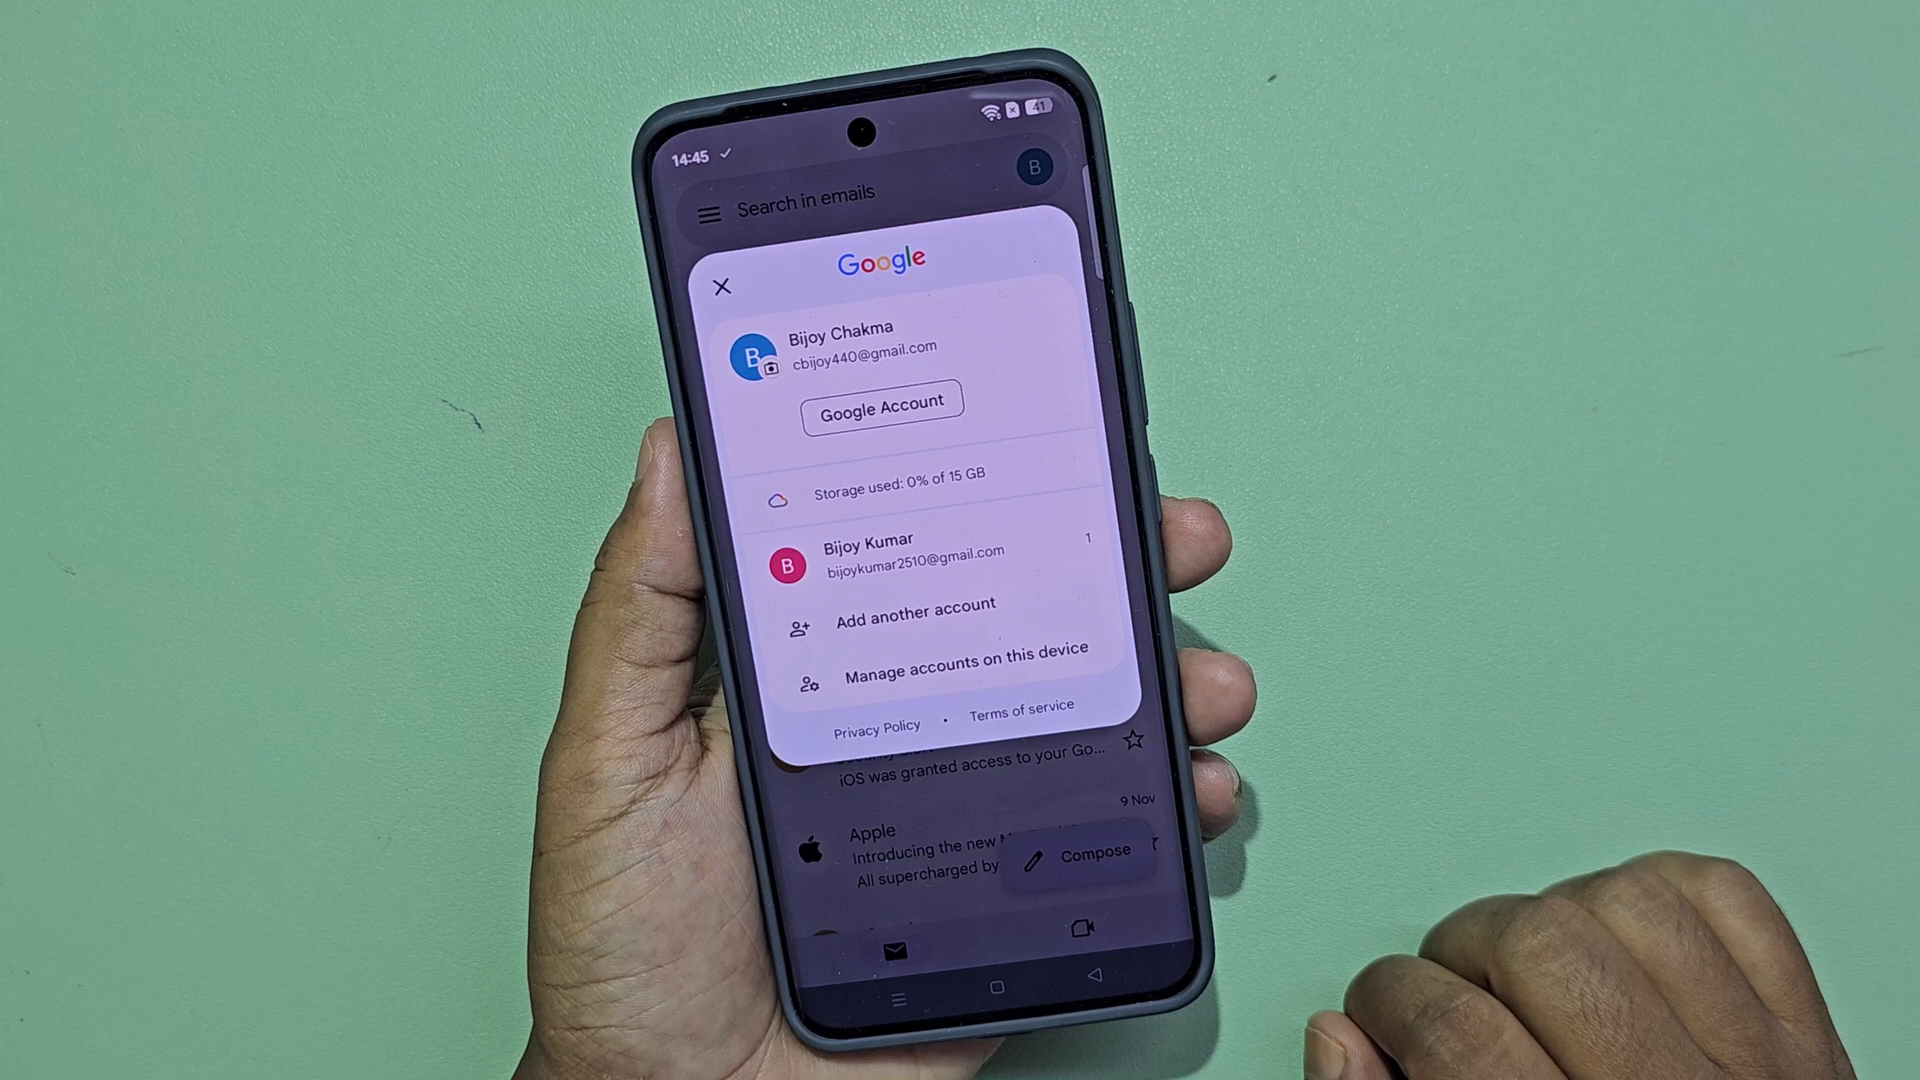 14:45
41
Search in emails
B
Google
B
Bijoy Chakma
cbijoy440@gmail.com
Google Account
Storage used: 0% of 15 GB
B
Bijoy Kumar
1
bijoykumar2510@gmail.com
Add another account
Manage accounts on this device
Privacy Policy • Terms of service
iOS was granted access to your Go...
9 Nov
Apple
Introducing the new
All supercharged by
Compose